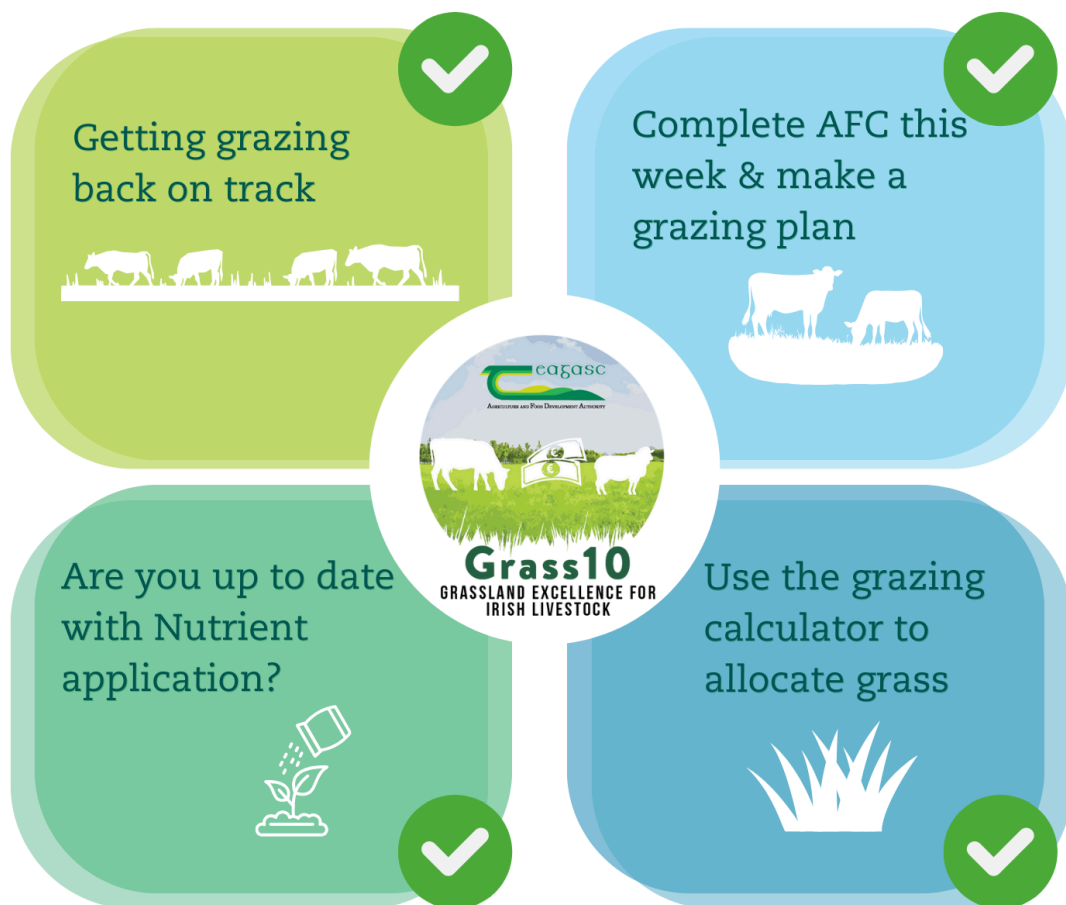 Getting grazing
back on track
Complete AFC this
week & make a
grazing plan
eagasc
AGRICULTURE AND FOOD DEVELOPMENT AUTHORITY
€
€
Grass10
GRASSLAND EXCELLENCE FOR
IRISH LIVESTOCK
Are you up to date
with Nutrient
application?
Use the grazing
calculator to
allocate grass